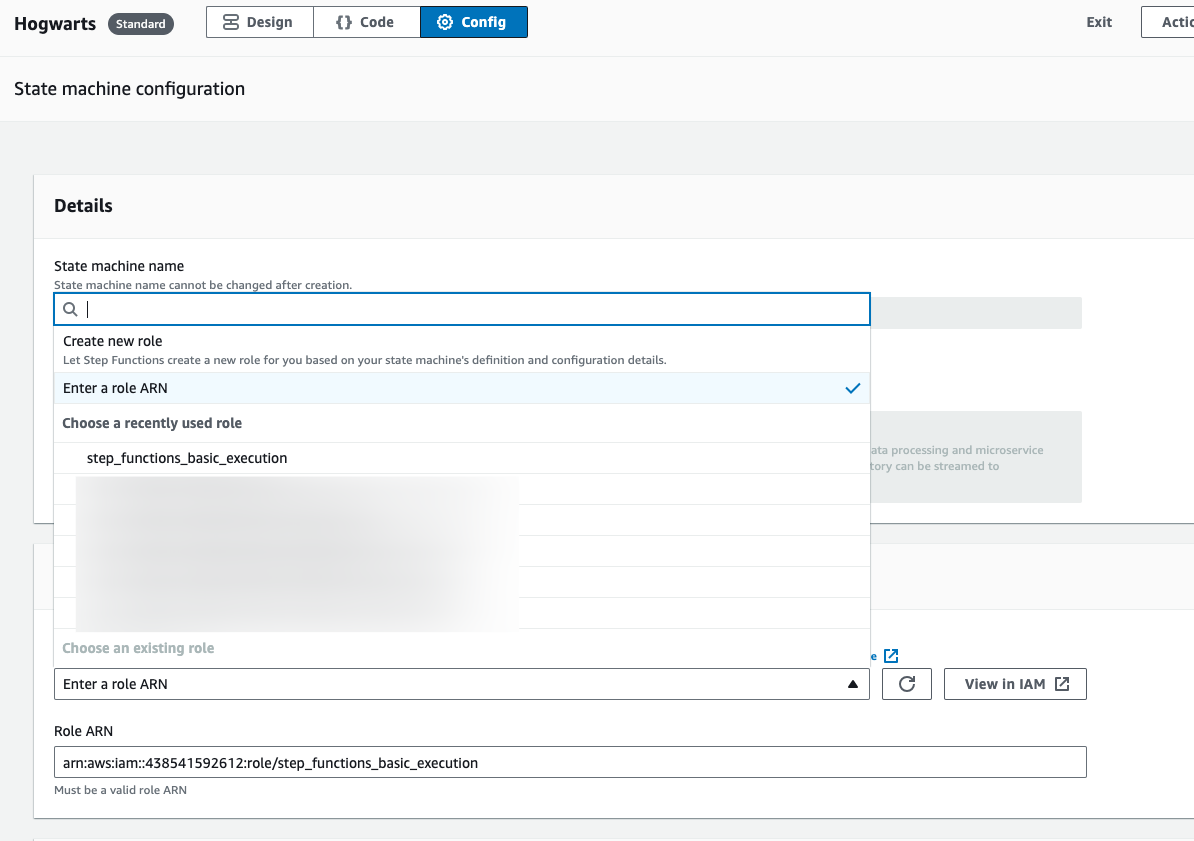 Hogwarts Standard Design {} Code Config Exit
State machine configuration
Details
State machine name
State machine name cannot be changed after creation.
Create new role
Let Step Functions create a new role for you based on your state machine's definition and configuration details.
Enter a role ARN
Choose a recently used role
ata processing and microservice
step_functions_basic_execution
tory can be streamed to
Choose an existing role
Enter a role ARN
View in IAM
Role ARN
arn:aws:iam::438541592612:role/step_functions_basic_execution
Must be a valid role ARN